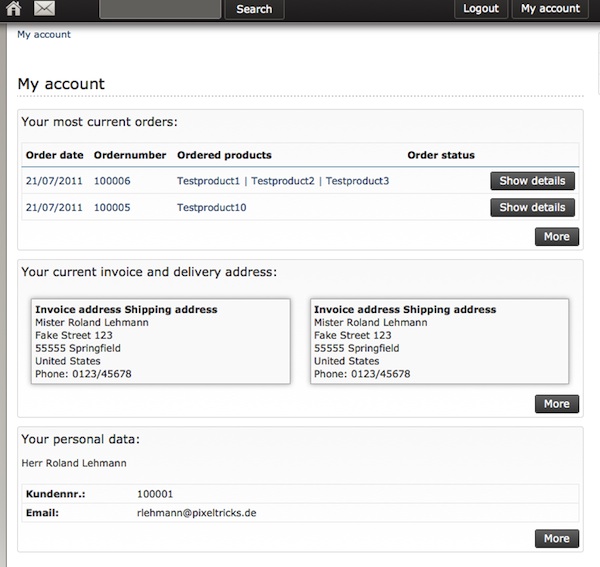 Search Logout My account
My account
My account
Your most current orders:
Order date Ordernumber Ordered products Order status
21/07/2011 100006 Testproduct1 | Testproduct2 | Testproduct3 Show details
21/07/2011 100005 Testproduct10 Show details
More
Your current invoice and delivery address:
Invoice address Shipping address
Mister Roland Lehmann
Fake Street 123
55555 Springfield
United States
Phone: 0123/45678
Invoice address Shipping address
Mister Roland Lehmann
Fake Street 123
55555 Springfield
United States
Phone: 0123/45678
More
Your personal data:
Herr Roland Lehmann
Kundennr.: 100001
Email: rlehmann@pixeltricks.de
More